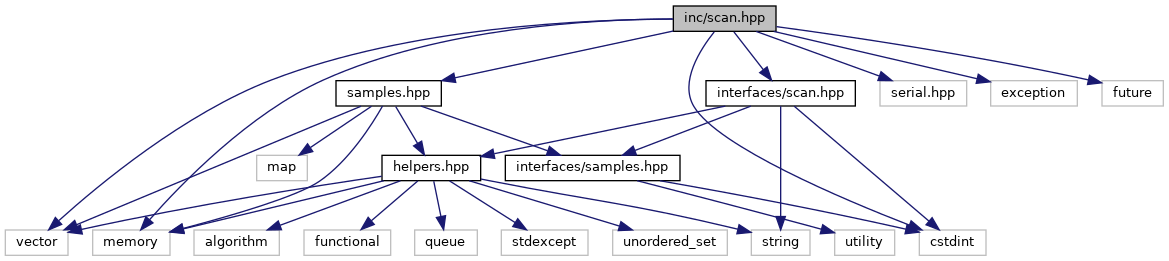 inc/scan.hpp
samples.hpp
interfaces/scan.hpp
serial.hpp
exception
future
map
helpers.hpp
interfaces/samples.hpp
vector
memory
algorithm
functional
queue
stdexcept
unordered_set
string
utility
cstdint